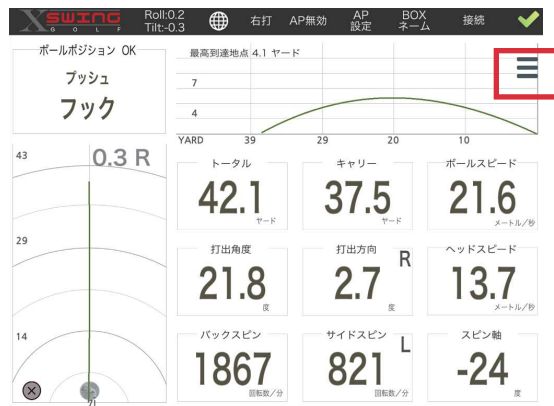 XSWING
GOLF
Roll:0.2
Tilt:-0.3
右打
AP無効
AP
設定
BOX
ネーム
接続
ボールポジション OK
プッシュ
フック
最高到達地点 4.1 ヤード
7
4
YARD 39 29 20 10
43
0.3 R
29
14
トータル
42.1
ヤード
キャリー
37.5
ヤード
ボールスピード
21.6
メートル/秒
打出角度
21.8
度
打出方向
R
2.7
度
ヘッドスピード
13.7
メートル/秒
バックスピン
1867
回転数/分
サイドスピン
L
821
回転数/分
スピン軸
-24
度